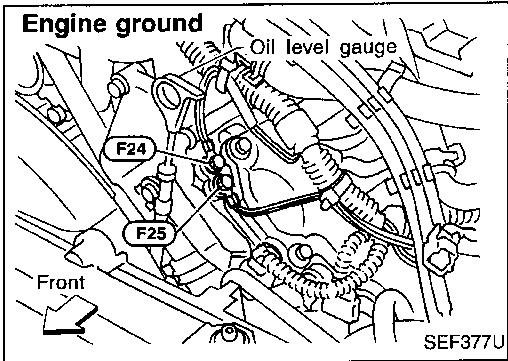 Engine ground
Oil level gauge
F24
F25
Front
SEF377U